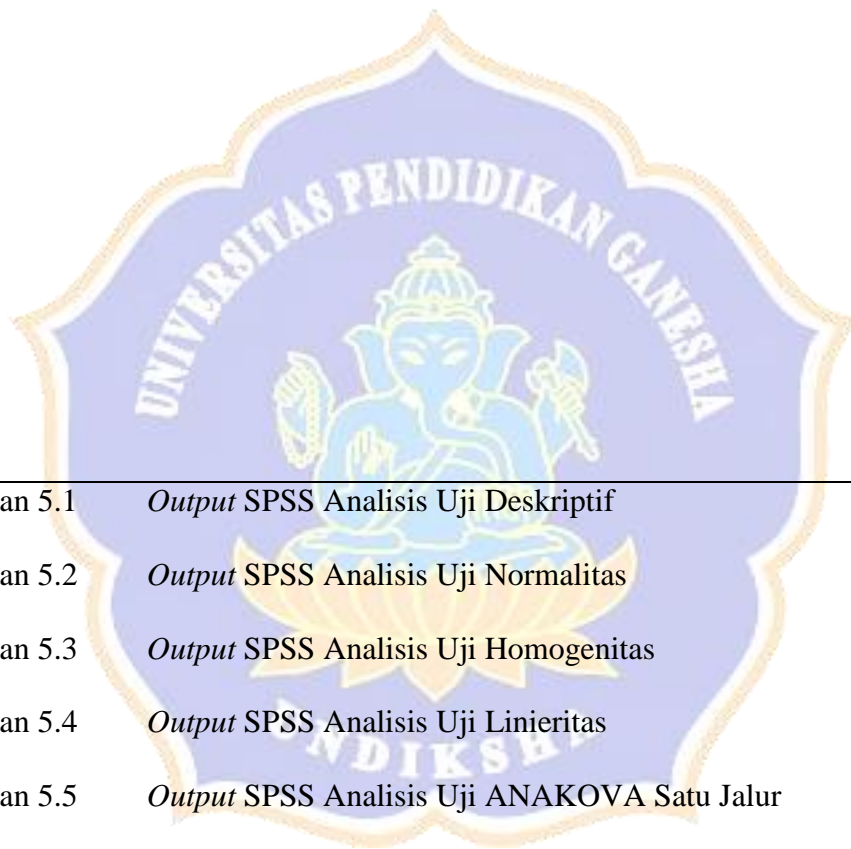 UNIVERSITAS PENDIDIKAN GANESHA
an 5.1 Output SPSS Analisis Uji Deskriptif
an 5.2 Output SPSS Analisis Uji Normalitas
an 5.3 Output SPSS Analisis Uji Homogenitas
an 5.4 Output SPSS Analisis Uji Linieritas
UNDIKSHA
an 5.5 Output SPSS Analisis Uji ANAKOVA Satu Jalur